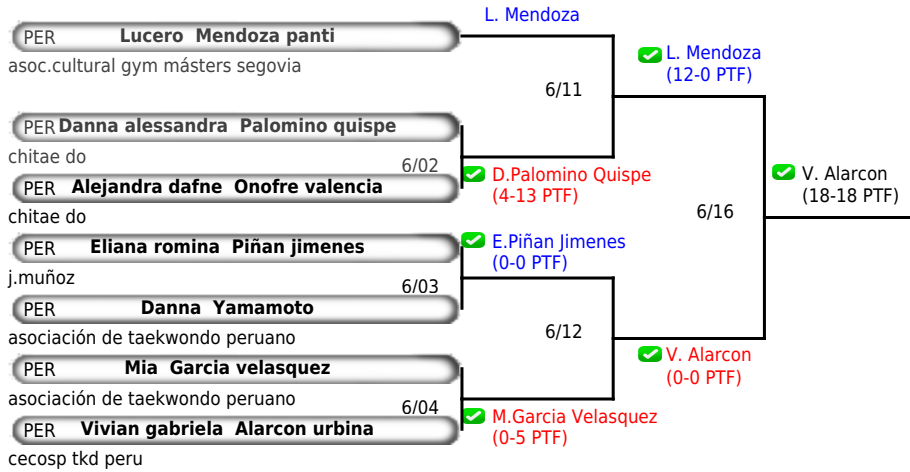 L. Mendoza
PER Lucero Mendoza panti
asoc.cultural gym másters segovia
L. Mendoza
(12-0 PTF)
6/11
PER Danna alessandra Palomino quispe
chitae do
6/02
PER Alejandra dafne Onofre valencia
chitae do
D.Palomino Quispe
(4-13 PTF)
V. Alarcon
(18-18 PTF)
6/16
PER Eliana romina Piñan jimenes
j.muñoz
E.Piñan Jimenes
(0-0 PTF)
6/03
PER Danna Yamamoto
asociación de taekwondo peruano
6/12
PER Mia Garcia velasquez
asociación de taekwondo peruano
V. Alarcon
(0-0 PTF)
6/04
PER Vivian gabriela Alarcon urbina
cecosp tkd peru
M.Garcia Velasquez
(0-5 PTF)